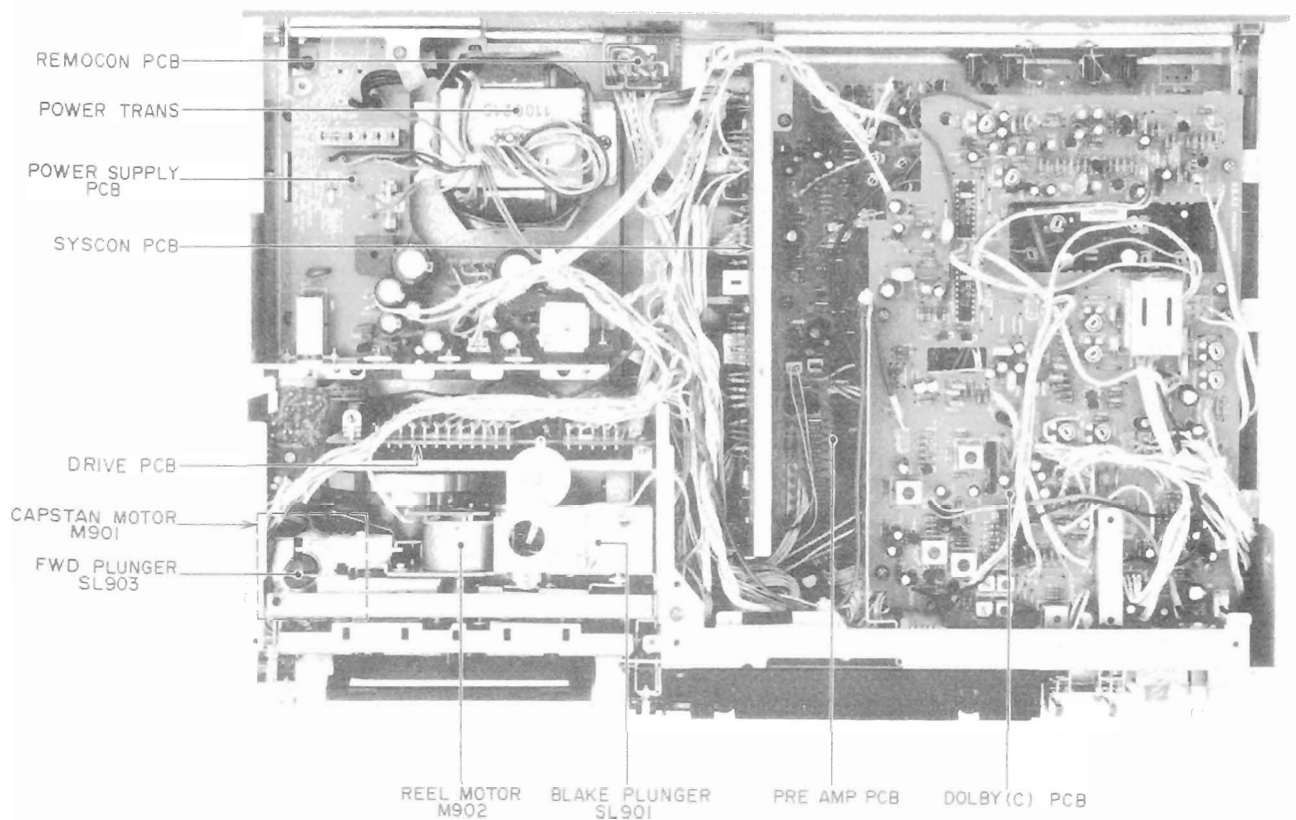 REMOCON PCB
POWER TRANS
POWER SUPPLY
PCB
SYSCON PCB
DRIVE PCB
CAPSTAN MOTOR
M901
FWD PLUNGER
SL903
REEL MOTOR
M902
BLAKE PLUNGER
SL901
PRE AMP PCB
DOLBY (C) PCB